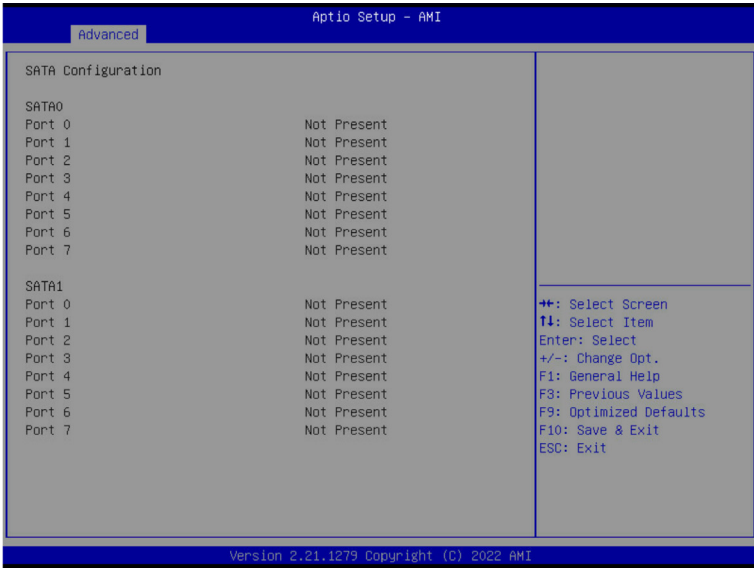 Aptio Setup - AMI
Advanced
SATA Configuration
SATA0
Port 0 Not Present
Port 1 Not Present
Port 2 Not Present
Port 3 Not Present
Port 4 Not Present
Port 5 Not Present
Port 6 Not Present
Port 7 Not Present
SATA1
Port 0 Not Present
Port 1 Not Present
Port 2 Not Present
Port 3 Not Present
Port 4 Not Present
Port 5 Not Present
Port 6 Not Present
Port 7 Not Present
→←: Select Screen
↑↓: Select Item
Enter: Select
+/-: Change Opt.
F1: General Help
F3: Previous Values
F9: Optimized Defaults
F10: Save & Exit
ESC: Exit
Version 2.21.1279 Copyright (C) 2022 AMI